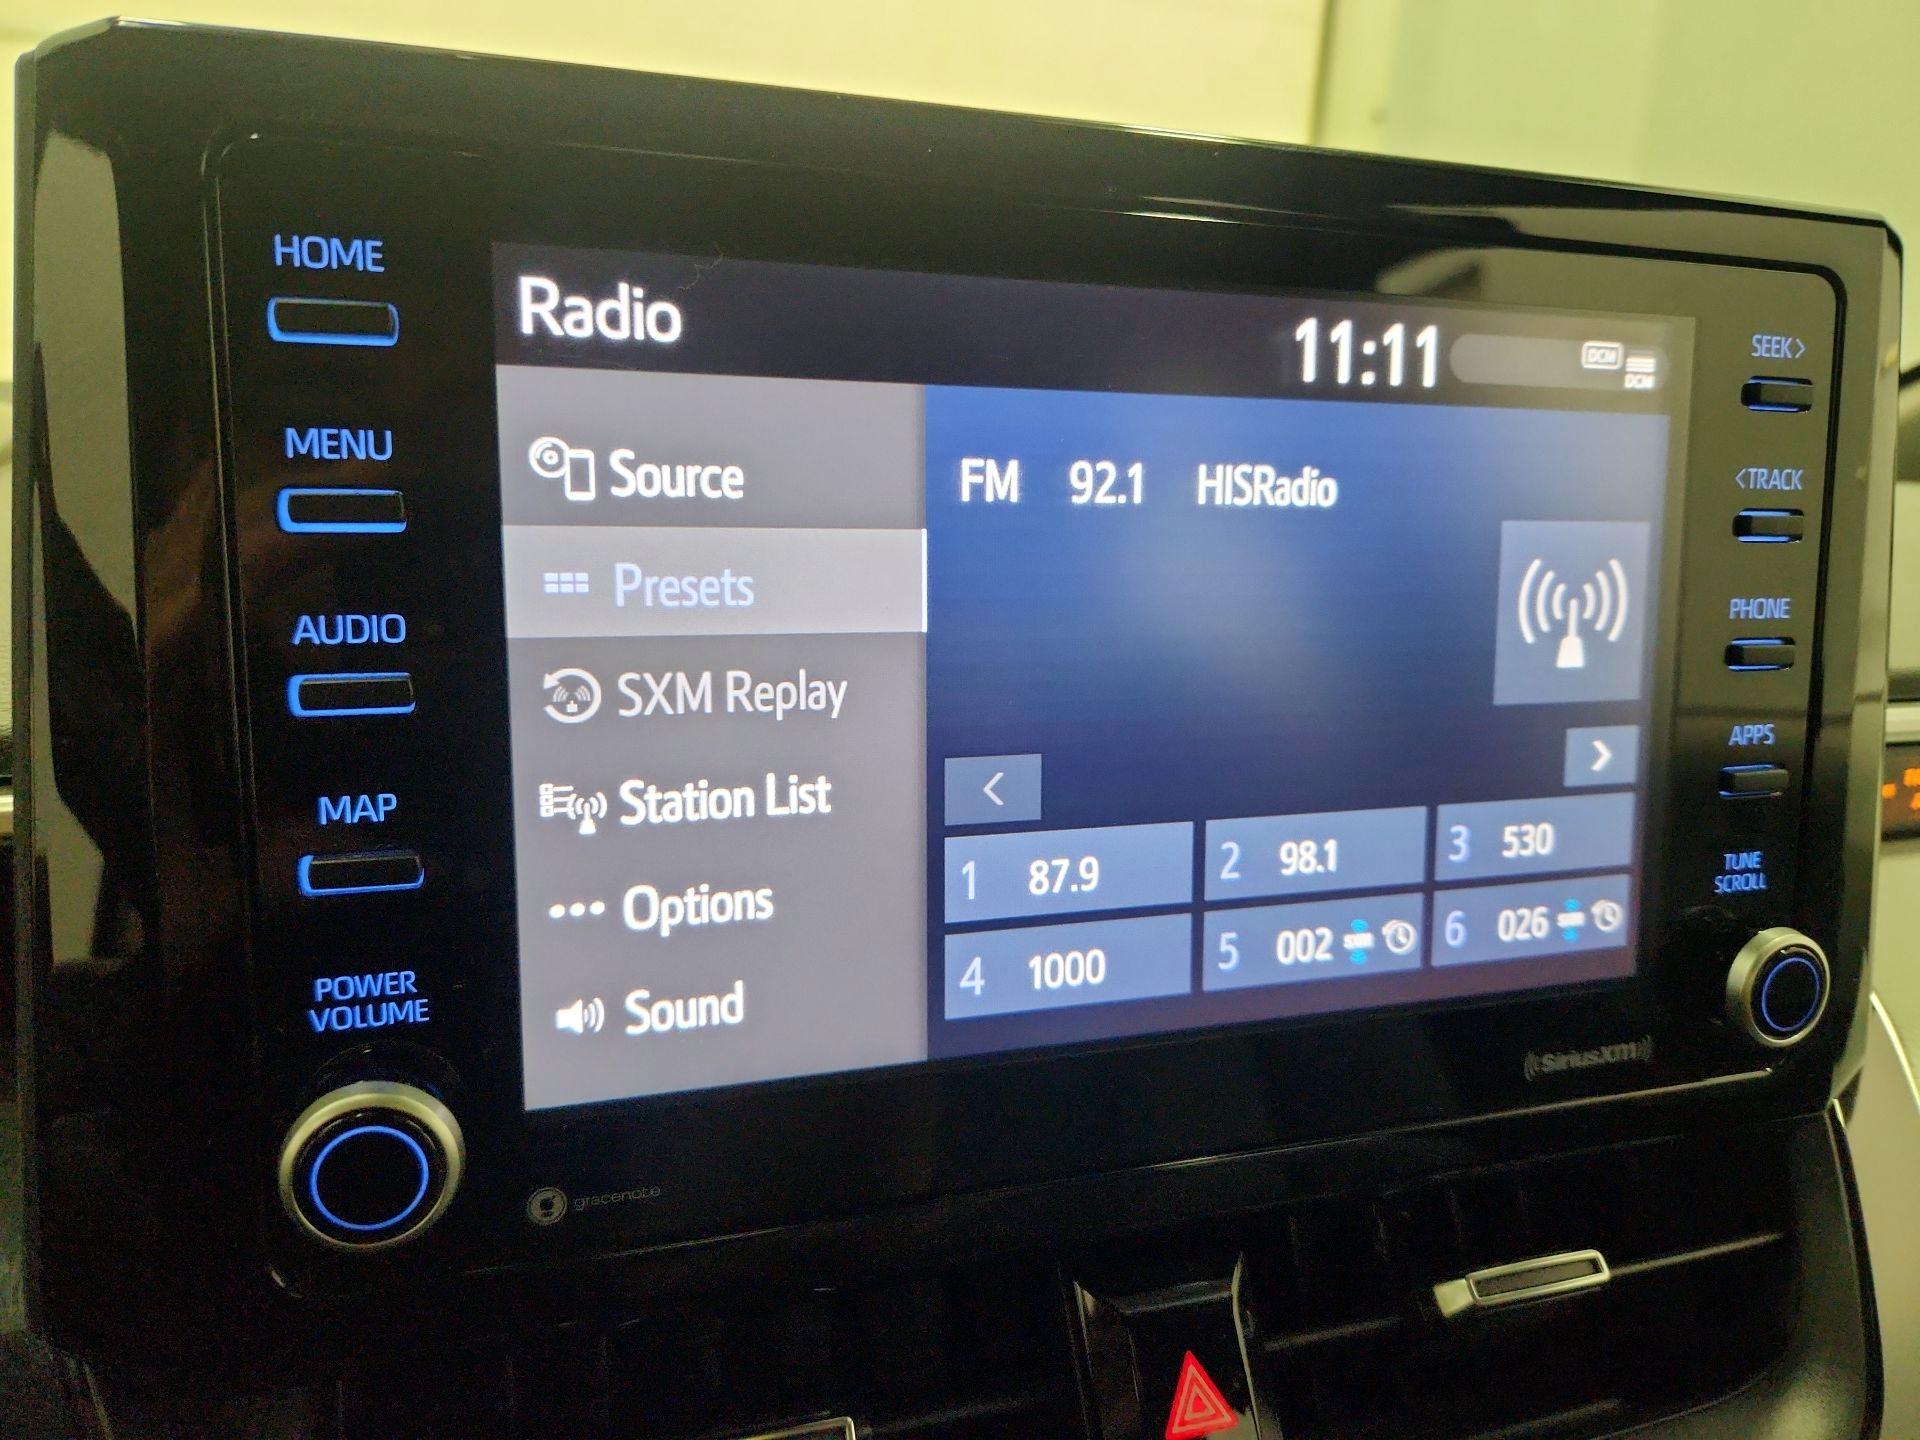 HOME
MENU
AUDIO
MAP
POWER
VOLUME
Radio
11:11
DCM
DCM
Source
Presets
SXM Replay
Station List
Options
Sound
FM 92.1 HISRadio
<
>
1 87.9
2 98.1
3 530
4 1000
5 002 sxm
6 026
SEEK>
<TRACK
PHONE
APPS
TUNE
SCROLL
SiriusXM
gracenote